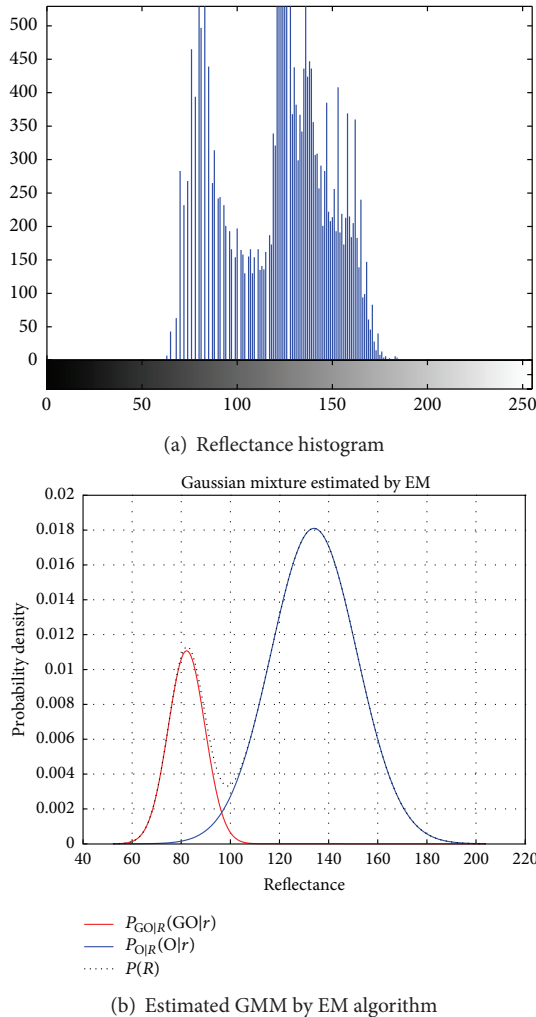 500
450
400
350
300
250
200
150
100
50
0
0 50 100 150 200 250
(a) Reflectance histogram
Gaussian mixture estimated by EM
0.02
0.018
0.016
0.014
0.012
0.01
0.008
0.006
0.004
0.002
0
Probability density
40 60 80 100 120 140 160 180 200 220
Reflectance
P_{GO|R}(GO|r)
P_{O|R}(O|r)
P(R)
(b) Estimated GMM by EM algorithm